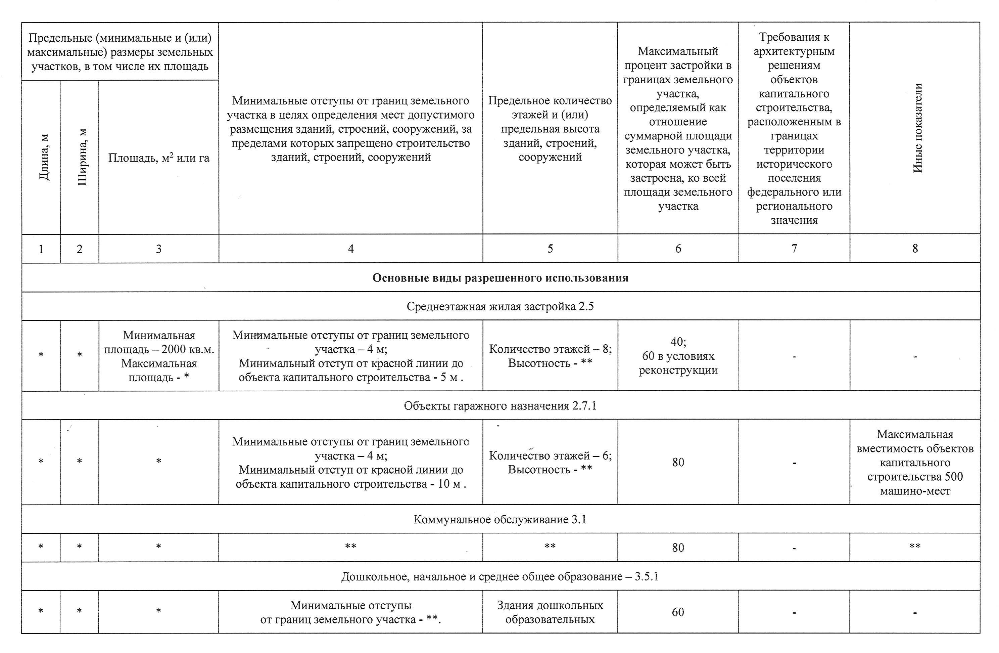 Предельные (минимальные и (или)
максимальные) размеры земельных
участков, в том числе их площадь
Длина, м
Ширина, м
Площадь, м² или га
Минимальные отступы от границ земельного
участка в целях определения мест допустимого
размещения зданий, строений, сооружений, за
пределами которых запрещено строительство
зданий, строений, сооружений
Предельное количество
этажей и (или)
предельная высота
зданий, строений,
сооружений
Максимальный
процент застройки в
границах земельного
участка,
определяемый как
отношение
суммарной площади
земельного участка,
которая может быть
застроена, ко всей
площади земельного
участка
Требования к
архитектурным
решениям
объектов
капитального
строительства,
расположенным в
границах
территории
исторического
поселения
федерального или
регионального
значения
Иные показатели
1
2
3
4
5
6
7
8
Основные виды разрешенного использования
Среднеэтажная жилая застройка 2.5
*
*
Минимальная
площадь – 2000 кв.м.
Максимальная
площадь - *
Минимальные отступы от границ земельного
участка – 4 м;
Минимальный отступ от красной линии до
объекта капитального строительства - 5 м .
Количество этажей – 8;
Высотность - **
40;
60 в условиях
реконструкции
-
-
Объекты гаражного назначения 2.7.1
*
*
*
Минимальные отступы от границ земельного
участка – 4 м;
Минимальный отступ от красной линии до
объекта капитального строительства - 10 м .
Количество этажей – 6;
Высотность - **
80
-
Максимальная
вместимость объектов
капитального
строительства 500
машино-мест
Коммунальное обслуживание 3.1
*
*
*
**
**
80
-
**
Дошкольное, начальное и среднее общее образование – 3.5.1
*
*
*
Минимальные отступы
от границ земельного участка - **.
Здания дошкольных
образовательных
60
-
-